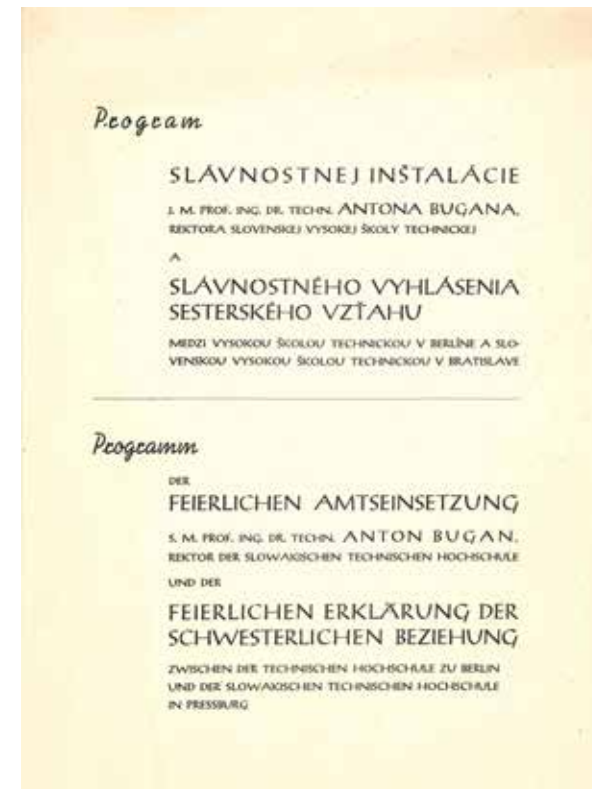 Program
SLÁVNOSTNEJ INŠTALÁCIE
J. M. PROF. ING. DR. TECHN. ANTONA BUGANA,
REKTORA SLOVENSKEJ VYSOKEJ ŠKOLY TECHNICKEJ
A
SLÁVNOSTNÉHO VYHLÁSENIA
SESTERSKÉHO VZŤAHU
MEDZI VYSOKOU ŠKOLOU TECHNICKOU V BERLÍNE A SLO-
VENSKOU VYSOKOU ŠKOLOU TECHNICKOU V BRATISLAVE
Programm
DER
FEIERLICHEN AMTSEINSETZUNG
S. M. PROF. ING. DR. TECHN. ANTON BUGAN,
REKTOR DER SLOWAKISCHEN TECHNISCHEN HOCHSCHULE
UND DER
FEIERLICHEN ERKLÄRUNG DER
SCHWESTERLICHEN BEZIEHUNG
ZWISCHEN DER TECHNISCHEN HOCHSCHULE ZU BERLIN
UND DER SLOWAKISCHEN TECHNISCHEN HOCHSCHULE
IN PRESSBURG